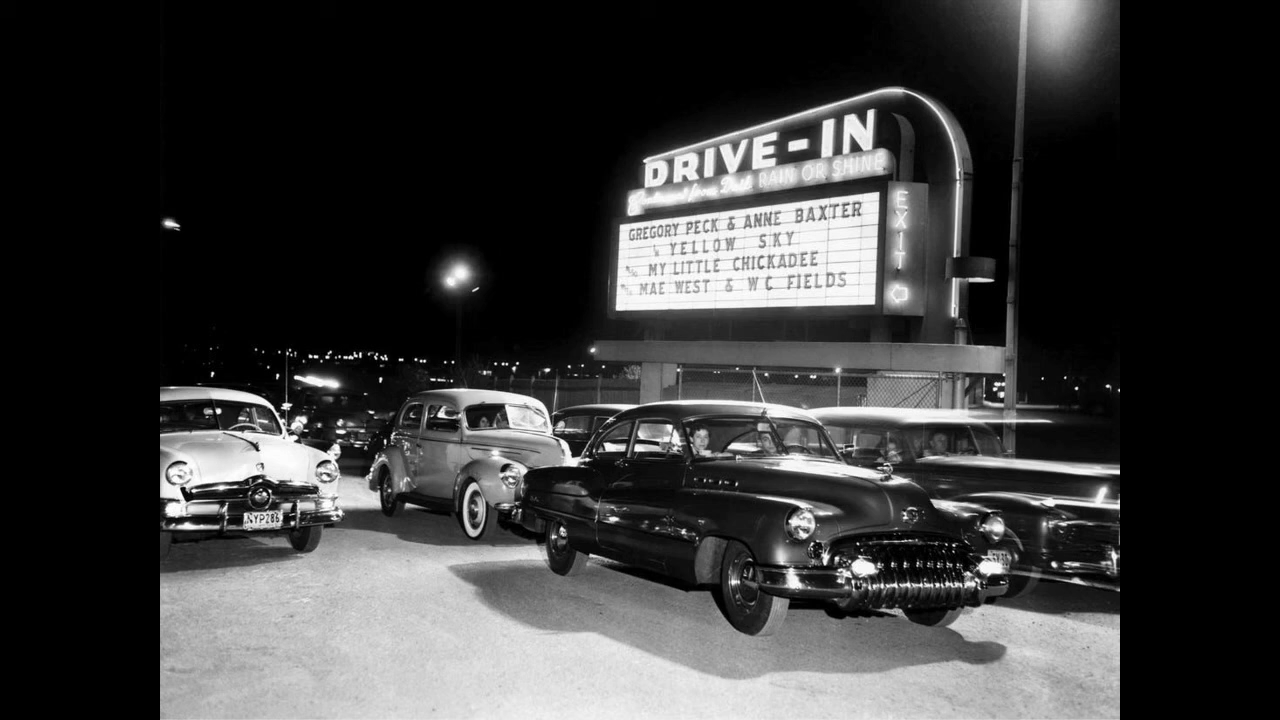 DRIVE-IN
RAIN OR SHINE
GREGORY PECK & ANNE BAXTER
YELLOW SKY
MY LITTLE CHICKADEE
MAE WEST & WC FIELDS
EXIT
NYP286